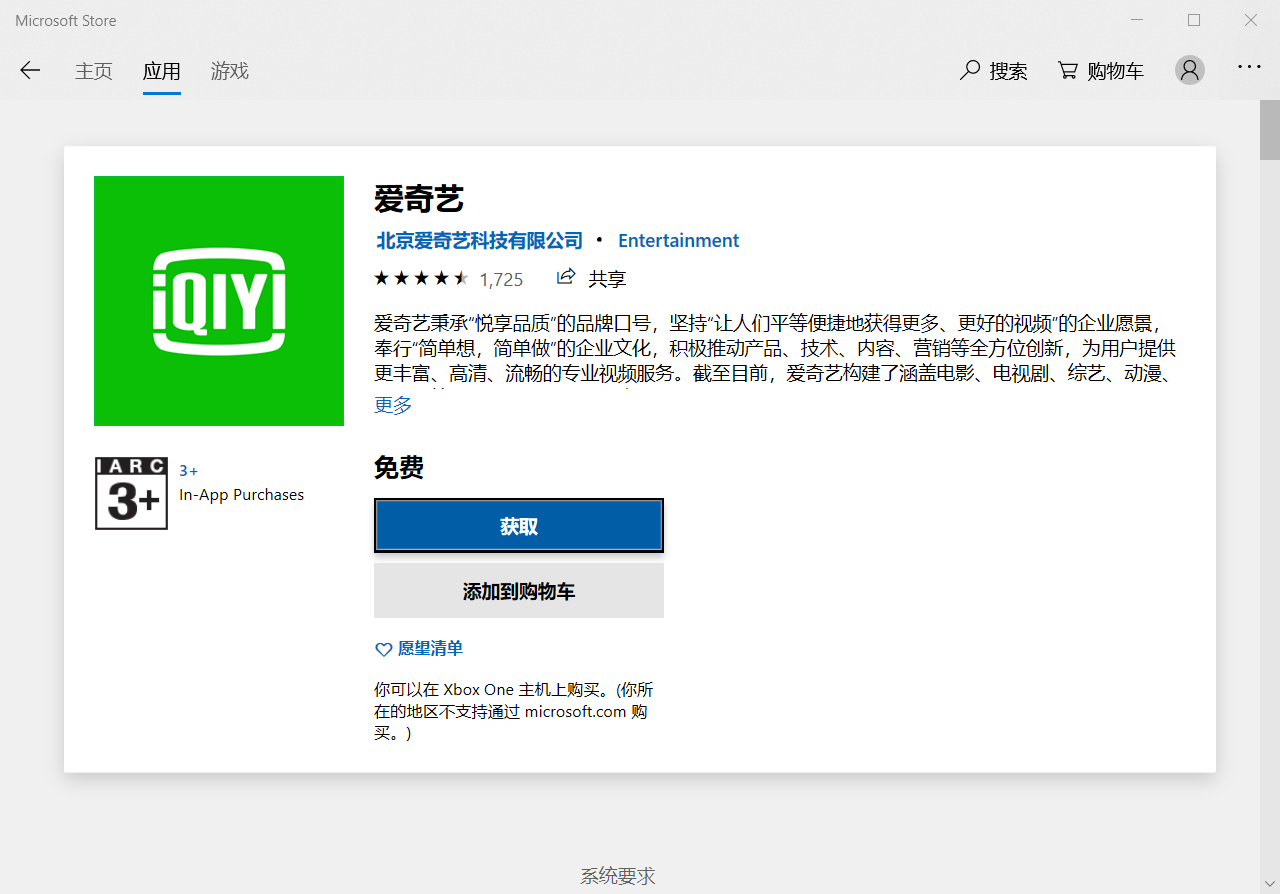 Microsoft Store
主页 应用 游戏 搜索 购物车
iQIYI
爱奇艺
北京爱奇艺科技有限公司 • Entertainment
1,725 共享
爱奇艺秉承“悦享品质”的品牌口号，坚持“让人们平等便捷地获得更多、更好的视频”的企业愿景，
奉行“简单想，简单做”的企业文化，积极推动产品、技术、内容、营销等全方位创新，为用户提供
更丰富、高清、流畅的专业视频服务。截至目前，爱奇艺构建了涵盖电影、电视剧、综艺、动漫、
更多
IARC
3+
3+
In-App Purchases
免费
获取
添加到购物车
愿望清单
你可以在 Xbox One 主机上购买。(你所
在的地区不支持通过 microsoft.com 购
买。)
系统要求